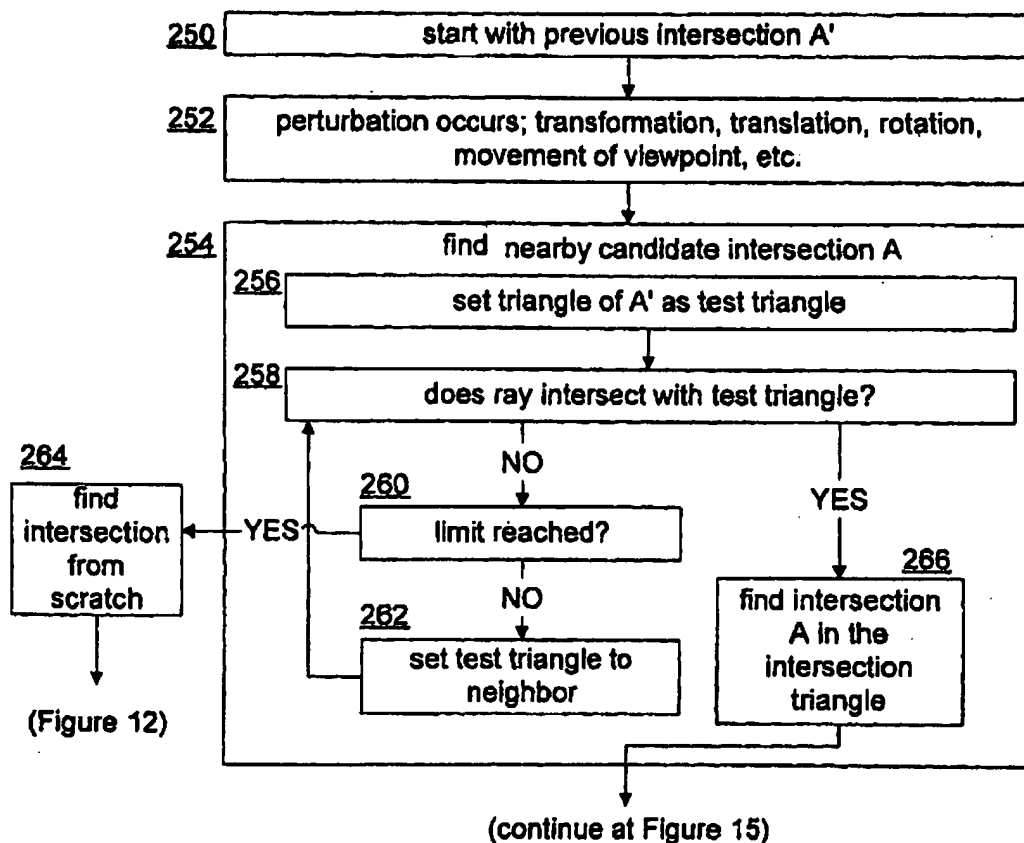 250
start with previous intersection A'
252
perturbation occurs; transformation, translation, rotation,
movement of viewpoint, etc.
254
find nearby candidate intersection A
256
set triangle of A' as test triangle
258
does ray intersect with test triangle?
264
find
intersection
from
scratch
(Figure 12)
NO
YES
260
limit reached?
YES
NO
262
set test triangle to
neighbor
266
find intersection
A in the
intersection
triangle
(continue at Figure 15)